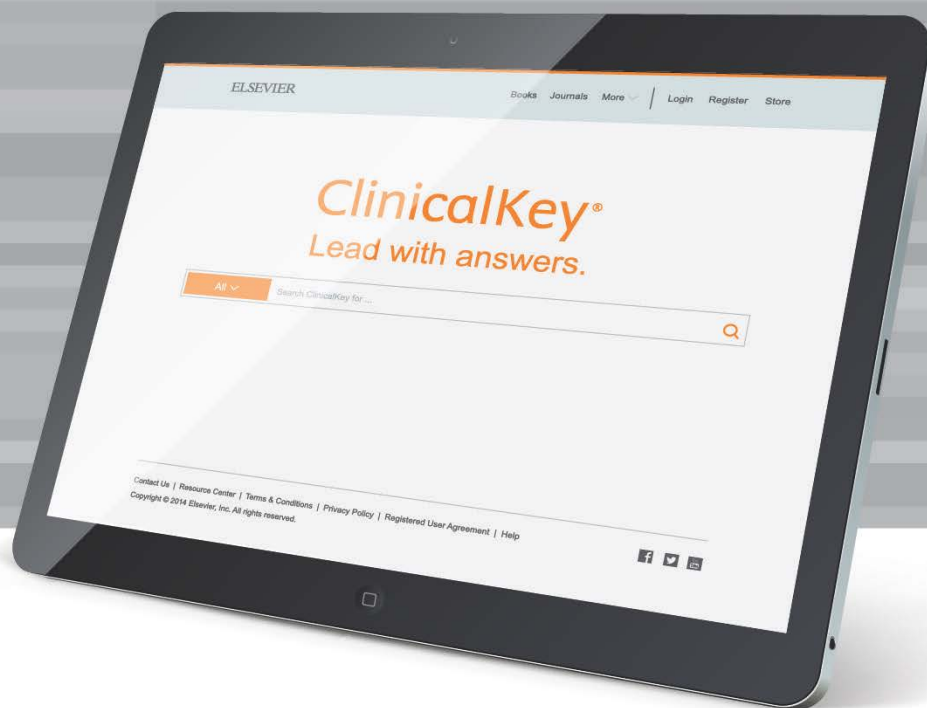 ELSEVIER
Books Journals More Login Register Store
ClinicalKey®
Lead with answers.
All Search ClinicalKey for ...
Contact Us | Resource Center | Terms & Conditions | Privacy Policy | Registered User Agreement | Help
Copyright © 2014 Elsevier, Inc. All rights reserved.